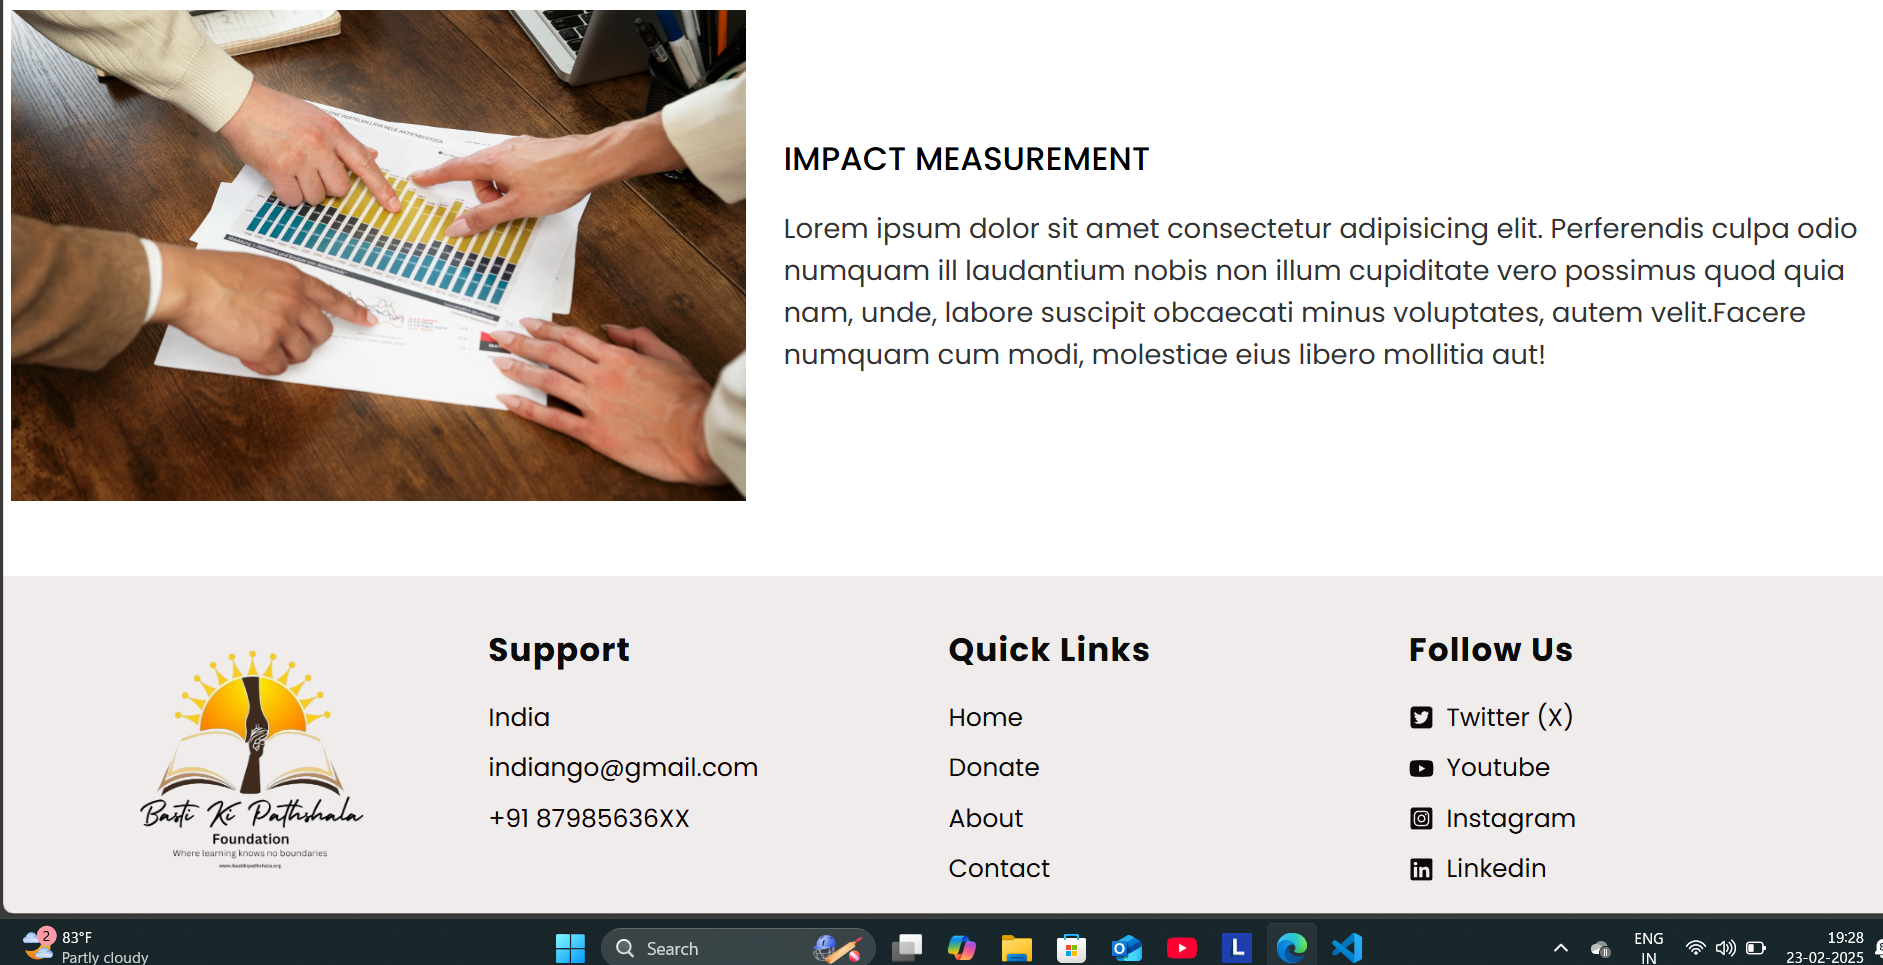 IMPACT MEASUREMENT
Lorem ipsum dolor sit amet consectetur adipisicing elit. Perferendis culpa odio
numquam ill laudantium nobis non illum cupiditate vero possimus quod quia
nam, unde, labore suscipit obcaecati minus voluptates, autem velit.Facere
numquam cum modi, molestiae eius libero mollitia aut!
Basti Ki Pathshala
Foundation
Where learning knows no boundaries
www.bastikipathshala.org
Support
India
indiango@gmail.com
+91 87985636XX
Quick Links
Home
Donate
About
Contact
Follow Us
Twitter (X)
Youtube
Instagram
Linkedin
2
83°F
Partly cloudy
Search
L
ENG
IN
19:28
23-02-2025